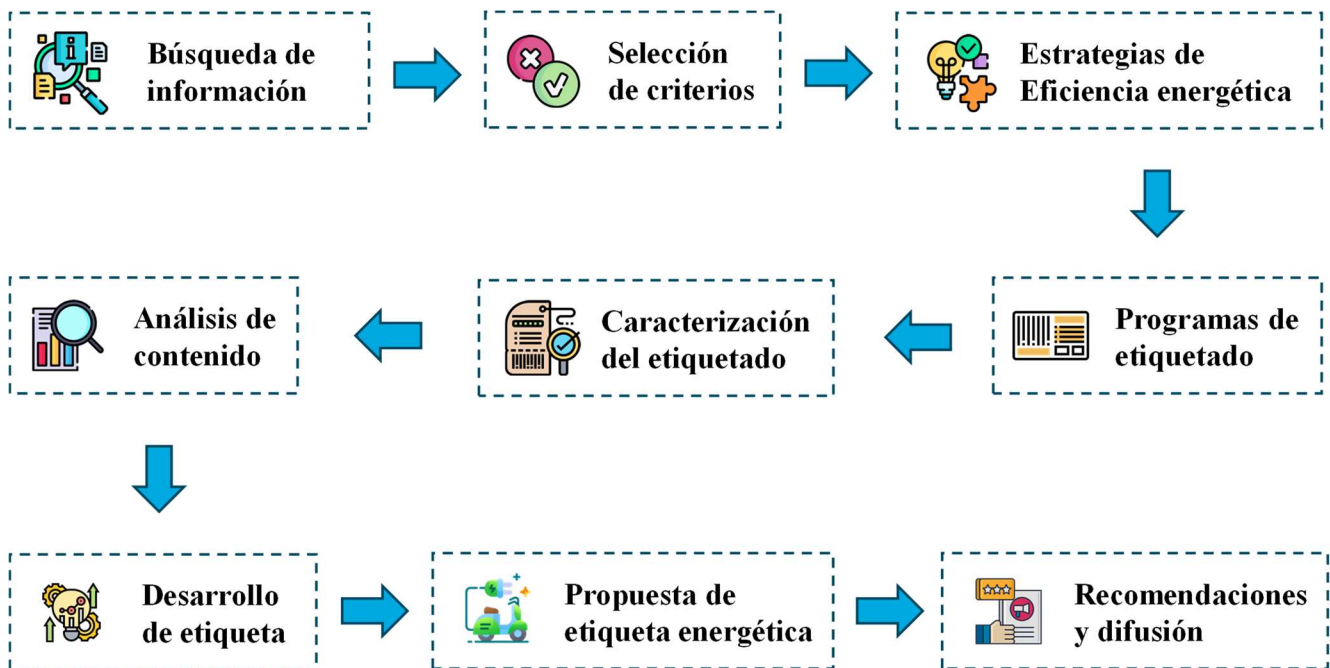 Búsqueda de
información
Selección
de criterios
Estrategias de
Eficiencia energética
Programas de
etiquetado
Caracterización
del etiquetado
Análisis de
contenido
Desarrollo
de etiqueta
Propuesta de
etiqueta energética
Recomendaciones
y difusión